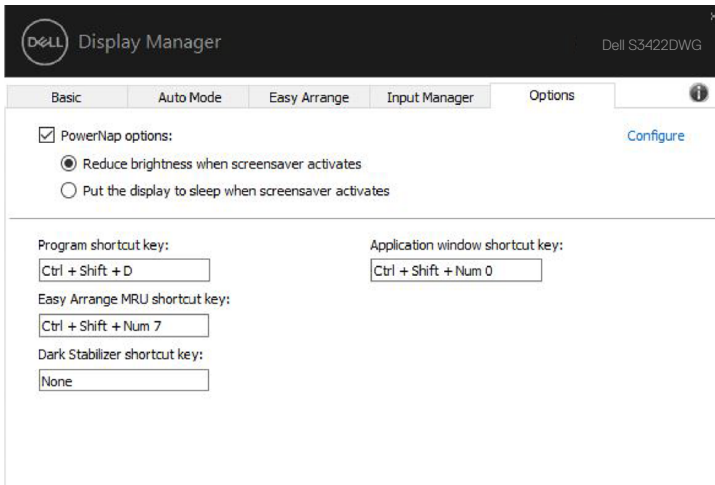 DELL Display Manager
Dell S3422DWG
Basic Auto Mode Easy Arrange Input Manager Options
PowerNap options:
Configure
Reduce brightness when screensaver activates
Put the display to sleep when screensaver activates
Program shortcut key:
Application window shortcut key:
Ctrl + Shift + D
Ctrl + Shift + Num 0
Easy Arrange MRU shortcut key:
Ctrl + Shift + Num 7
Dark Stabilizer shortcut key:
None